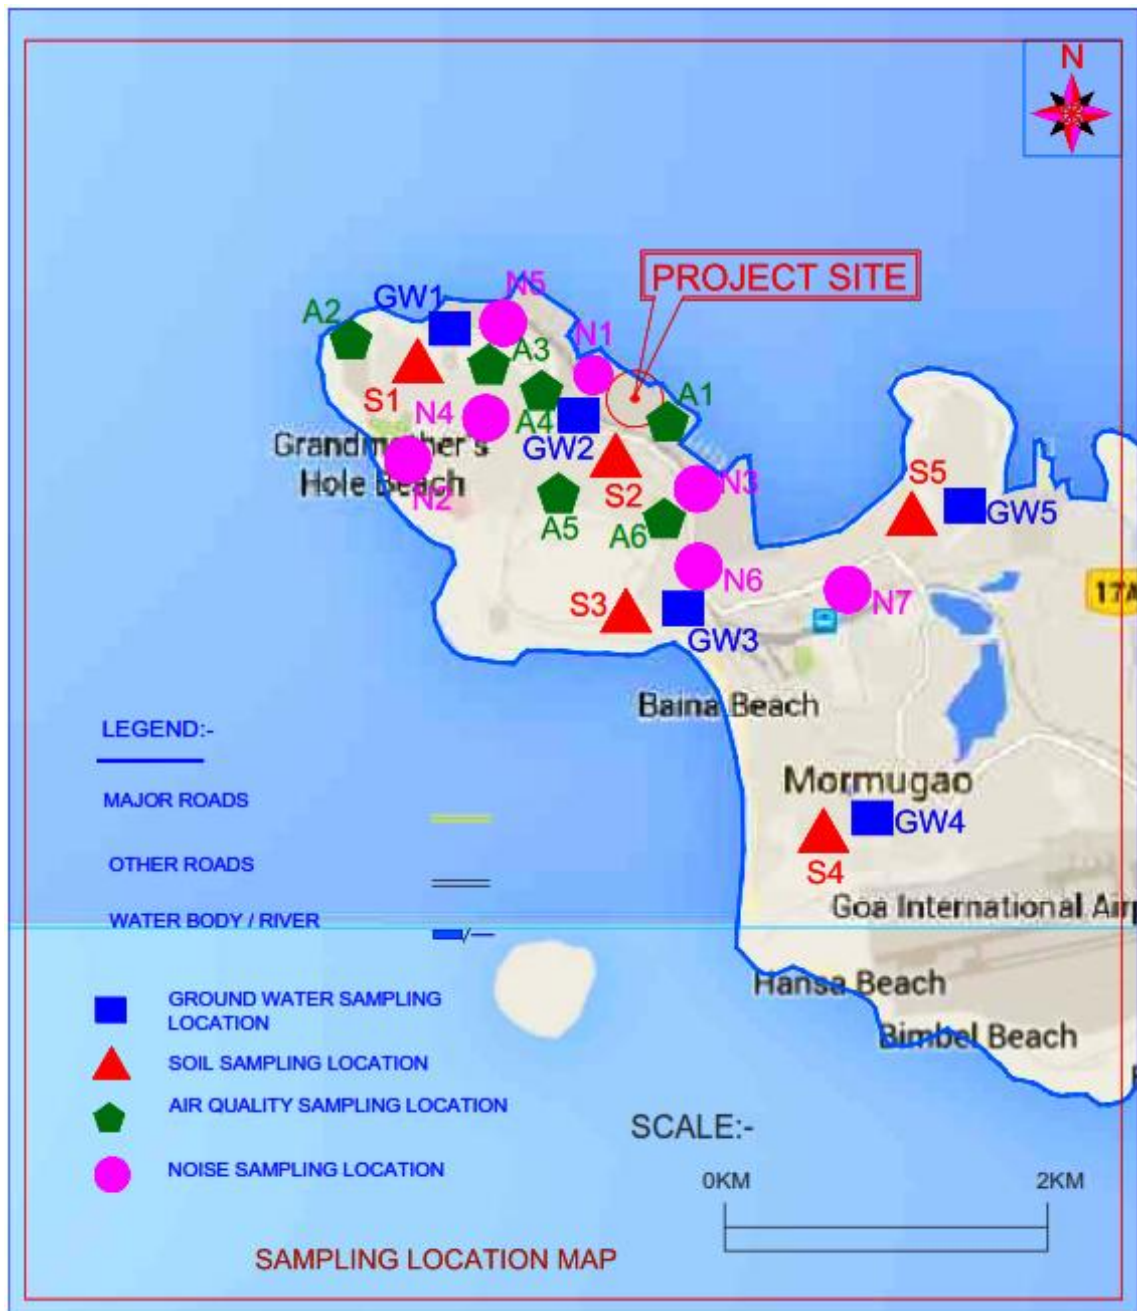 N
PROJECT SITE
GW1
N5
A2
N1
A3
A1
S1
N4
A4
GW2
Grandmother's
Hole Beach
N2
S2
N3
S5
GW5
A5
A6
N6
N7
17A
S3
GW3
Baina Beach
LEGEND:-
Mormugao
MAJOR ROADS
GW4
S4
OTHER ROADS
Goa International Airp
WATER BODY / RIVER
Hansa Beach
GROUND WATER SAMPLING
LOCATION
Bimbel Beach
SOIL SAMPLING LOCATION
AIR QUALITY SAMPLING LOCATION
SCALE:-
NOISE SAMPLING LOCATION
0KM
2KM
SAMPLING LOCATION MAP